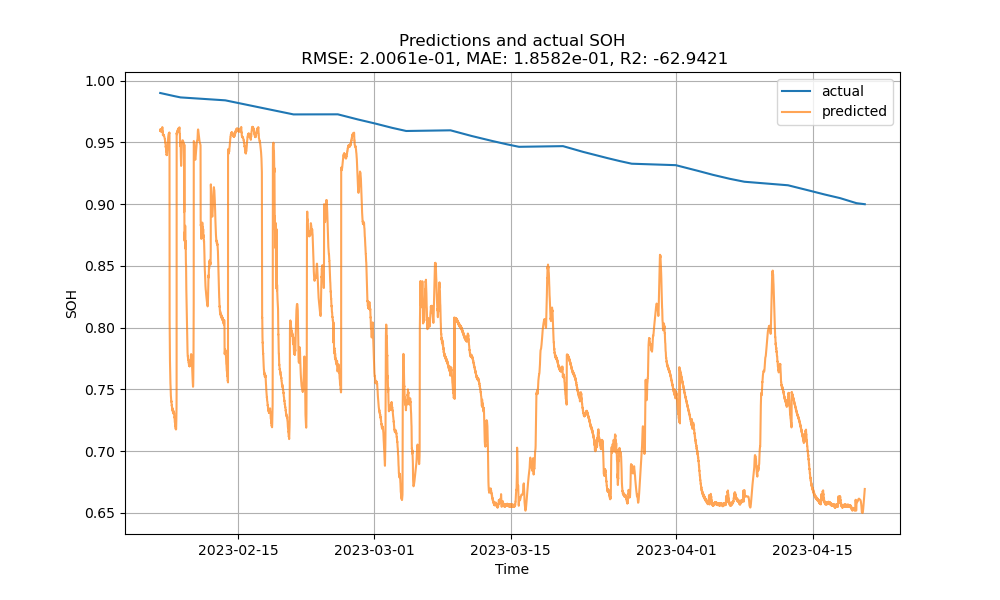 Predictions and actual SOH
RMSE: 2.0061e-01, MAE: 1.8582e-01, R2: -62.9421
actual
predicted
SOH
1.00
0.95
0.90
0.85
0.80
0.75
0.70
0.65
2023-02-15 2023-03-01 2023-03-15 2023-04-01 2023-04-15
Time